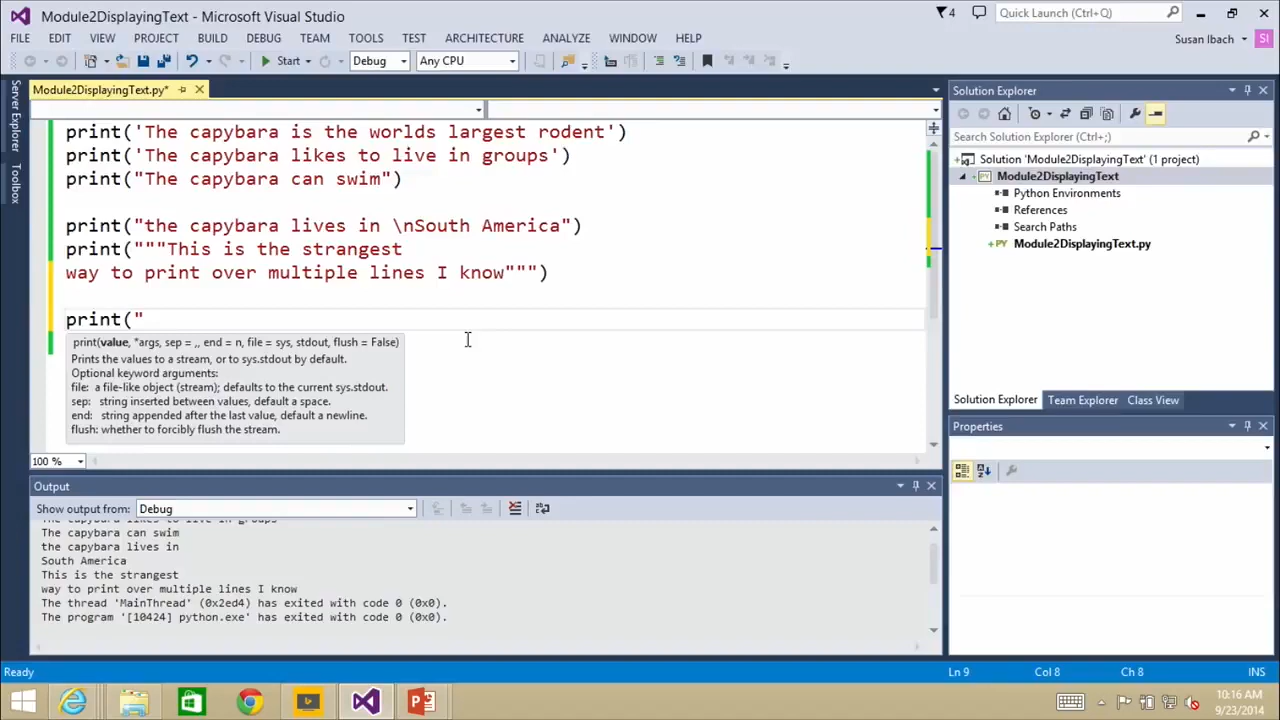 Module2DisplayingText - Microsoft Visual Studio
4
Quick Launch (Ctrl+Q)
FILE EDIT VIEW PROJECT BUILD DEBUG TEAM TOOLS TEST ARCHITECTURE ANALYZE WINDOW HELP
Susan Ibach
SI
Start
Debug
Any CPU
Server Explorer
Toolbox
Module2DisplayingText.py*
print('The capybara is the worlds largest rodent')
print('The capybara likes to live in groups')
print("The capybara can swim")
print("the capybara lives in \nSouth America")
print("""This is the strangest
way to print over multiple lines I know""")
print("
print(value, *args, sep = ,, end = n, file = sys, stdout, flush = False)
Prints the values to a stream, or to sys.stdout by default.
Optional keyword arguments:
file: a file-like object (stream); defaults to the current sys.stdout.
sep: string inserted between values, default a space.
end: string appended after the last value, default a newline.
flush: whether to forcibly flush the stream.
100 %
Output
Show output from: Debug
The capybara likes to live in groups
The capybara can swim
the capybara lives in
South America
This is the strangest
way to print over multiple lines I know
The thread 'MainThread' (0x2ed4) has exited with code 0 (0x0).
The program '[10424] python.exe' has exited with code 0 (0x0).
Solution Explorer
Search Solution Explorer (Ctrl+;)
Solution 'Module2DisplayingText' (1 project)
PY Module2DisplayingText
Python Environments
References
Search Paths
Module2DisplayingText.py
Solution Explorer Team Explorer Class View
Properties
Ready
Ln 9
Col 8
Ch 8
INS
10:16 AM
9/23/2014